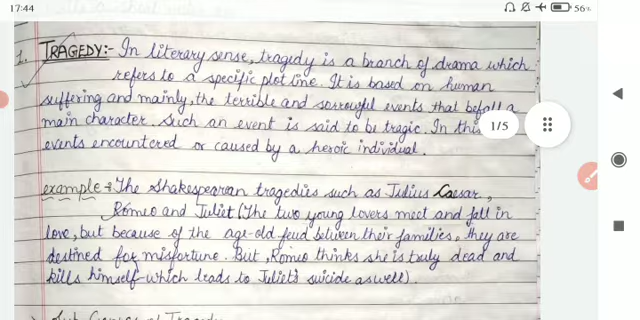 17:44
56%
1. TRAGEDY:- In literary sense, tragedy is a branch of drama which
refers to a specific plot line. It is based on human
suffering and mainly, the terrible and sorrowful events that befall a
main character. Such an event is said to be tragic. In this
1/5
events encountered or caused by a heroic individual.
example :- The Shakespearan tragedies such as Julius Caesar,
Romeo and Juliet (The two young lovers meet and fall in
love, but because of the age-old feud between their families, they are
destined for misfortune. But, Romeo thinks she is truly dead and
kills himself which leads to Juliet's suicide as well).
Sub Genres of Tragedy